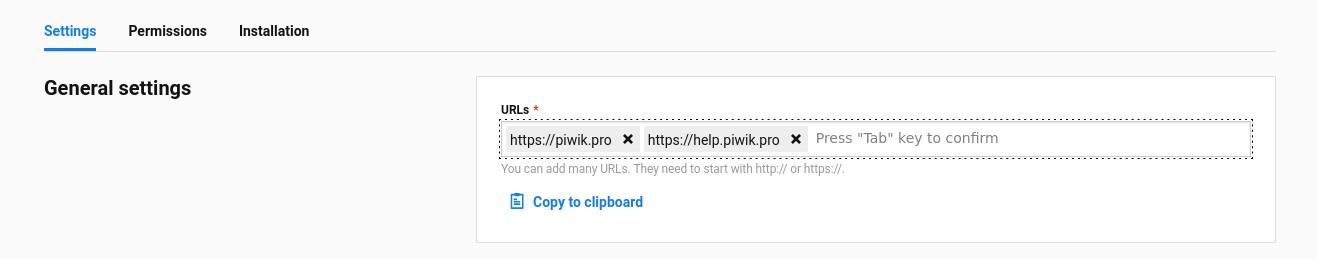 Settings Permissions Installation
General settings
URLs *
https://piwik.pro ✖ https://help.piwik.pro ✖ Press "Tab" key to confirm
You can add many URLs. They need to start with http:// or https://.
Copy to clipboard